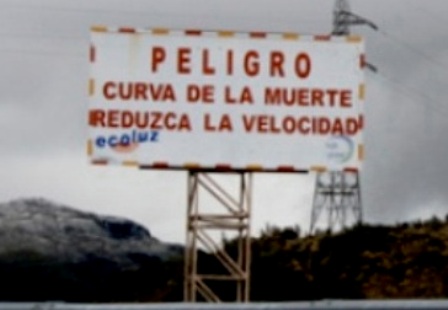 PELIGRO
CURVA DE LA MUERTE
REDUZCA LA VELOCIDAD
ecoluz